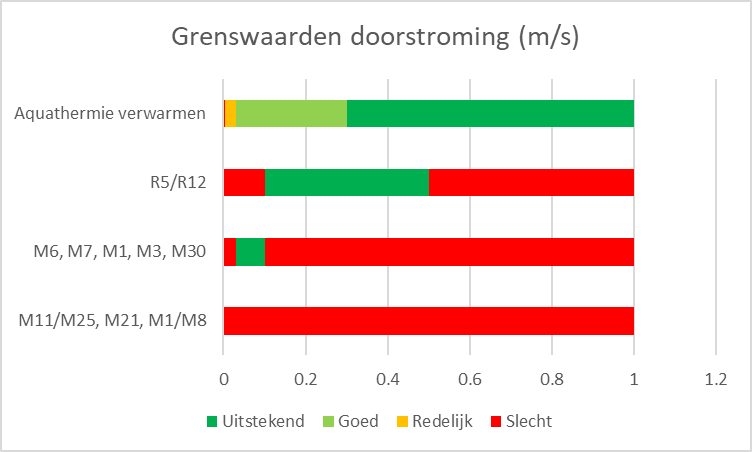 Grenswaarden doorstroming (m/s)
Aquathermie verwarmen
R5/R12
M6, M7, M1, M3, M30
M11/M25, M21, M1/M8
0 0.2 0.4 0.6 0.8 1 1.2
Uitstekend Goed Redelijk Slecht